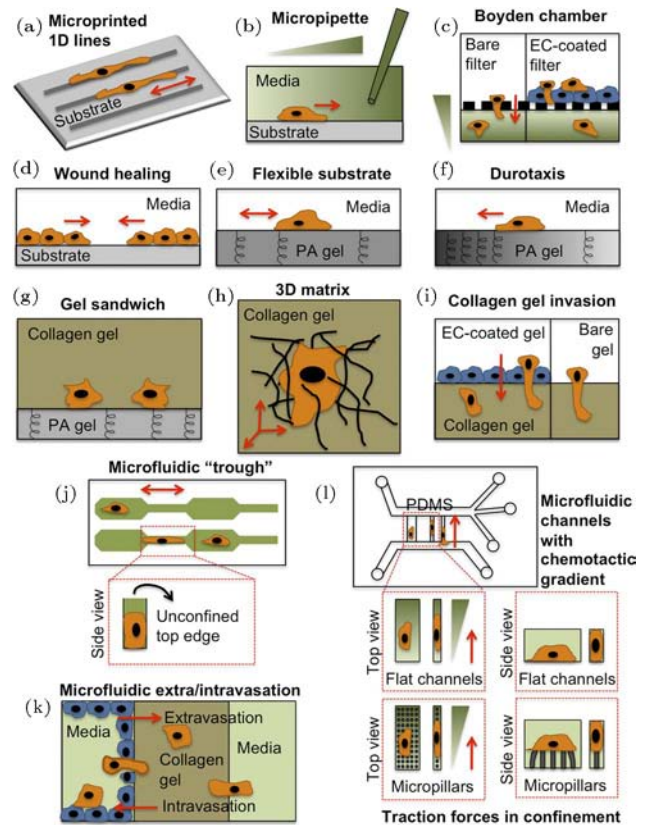 (a)
Microprinted
1D lines
Substrate
(b)
Micropipette
Media
Substrate
(c)
Boyden chamber
Bare
filter
EC-coated
filter
(d)
Wound healing
Media
Substrate
(e)
Flexible substrate
Media
PA gel
(f)
Durotaxis
Media
PA gel
(g)
Gel sandwich
Collagen gel
PA gel
(h)
3D matrix
Collagen gel
(i)
Collagen gel invasion
EC-coated gel
Bare
gel
Collagen gel
Microfluidic “trough”
(j)
Side view
Unconfined
top edge
(k)
Microfluidic extra/intravasation
Media
Extravasation
Collagen
gel
Media
Intravasation
(l)
PDMS
Microfluidic
channels
with
chemotactic
gradient
Top view
Flat channels
Side view
Flat channels
Top view
Micropillars
Side view
Micropillars
Traction forces in confinement